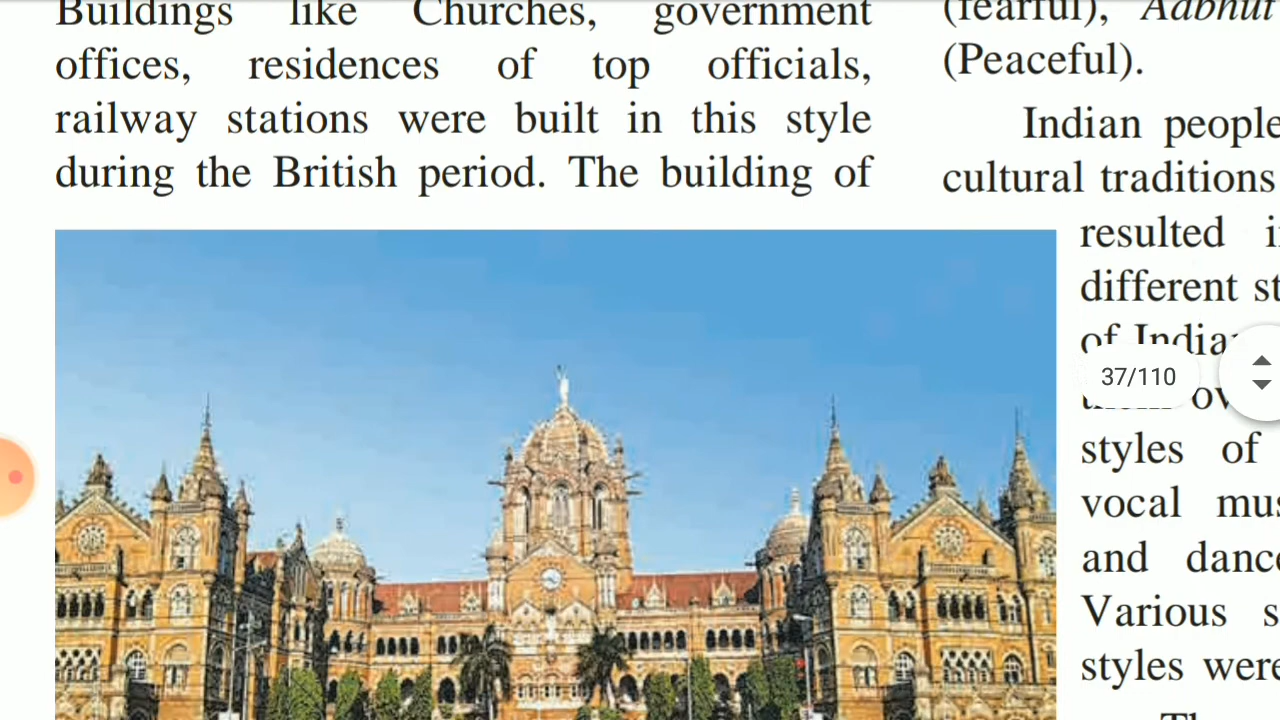 Buildings like Churches, government
offices, residences of top officials,
railway stations were built in this style
during the British period. The building of
(fearful), Adbhut
(Peaceful).
Indian people
cultural traditions
resulted
different
of
37/110
styles of
vocal
and
Various
styles were